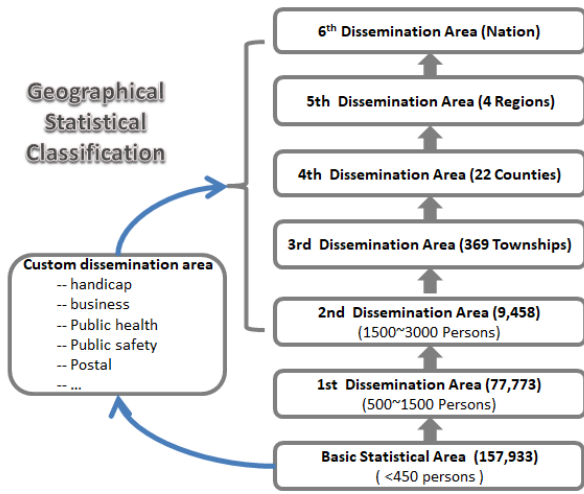 Geographical
Statistical
Classification
6th Dissemination Area (Nation)
5th Dissemination Area (4 Regions)
4th Dissemination Area (22 Counties)
3rd Dissemination Area (369 Townships)
2nd Dissemination Area (9,458)
(1500~3000 Persons)
1st Dissemination Area (77,773)
(500~1500 Persons)
Basic Statistical Area (157,933)
( <450 persons )
Custom dissemination area
-- handicap
-- business
-- Public health
-- Public safety
-- Postal
-- ...